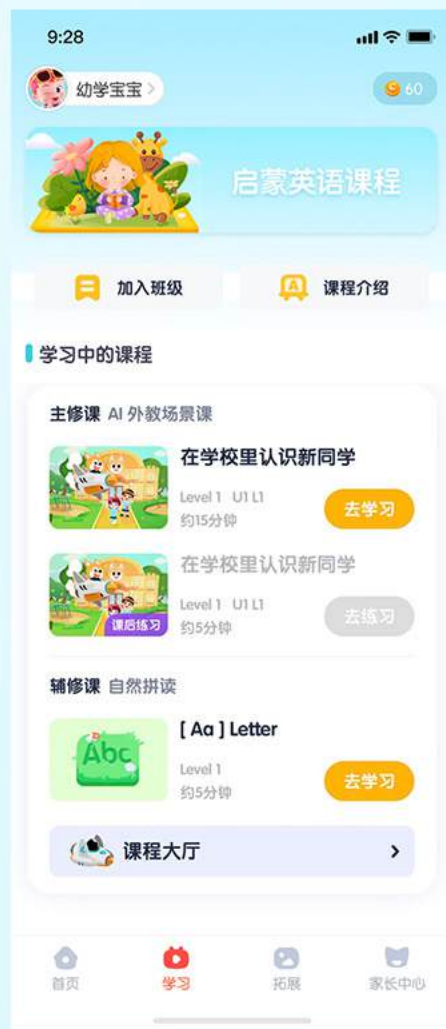 9:28
幼学宝宝
60
启蒙英语课程
加入班级
A 课程介绍
学习中的课程
主修课 AI 外教场景课
在学校里认识新同学
Level 1 U1 L1
约15分钟
去学习
在学校里认识新同学
Level 1 U1 L1
约5分钟
课后练习
去练习
辅修课 自然拼读
Abc
[ Aa ] Letter
Level 1
约5分钟
去学习
课程大厅
首页 学习 拓展 家长中心